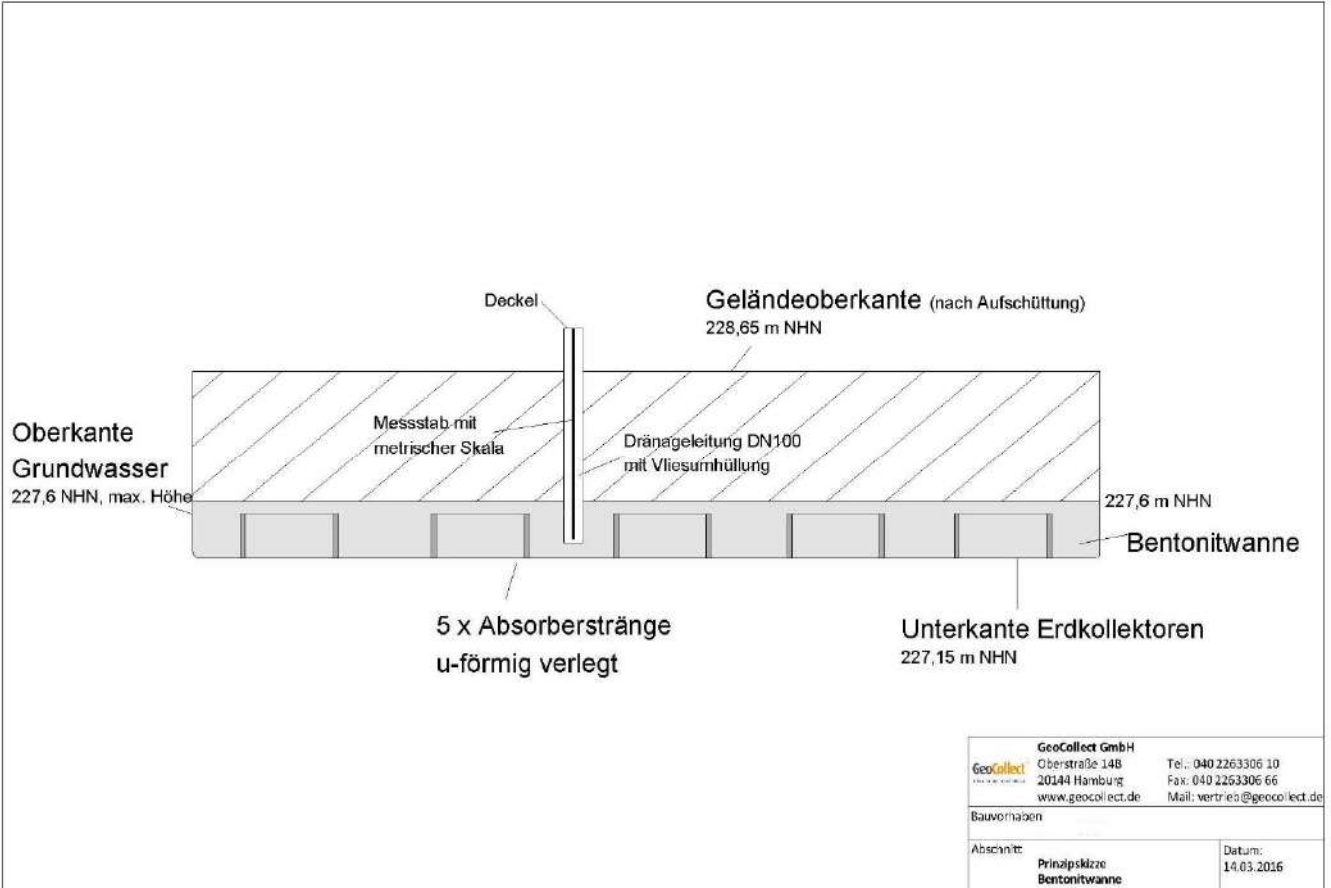 Deckel
Geländeoberkante (nach Aufschüttung)
228,65 m NHN
Oberkante
Grundwasser
227,6 NHN, max. Höhe
Messstab mit
metrischer Skala
Dränageleitung DN100
mit Vliesumhüllung
227,6 m NHN
Bentonitwanne
5 x Absorberstränge
u-förmig verlegt
Unterkante Erdkollektoren
227,15 m NHN
GeoCollect
GeoCollect GmbH
Oberstraße 14B
20144 Hamburg
www.geocollect.de
Tel.: 040 2263306 10
Fax: 040 2263306 66
Mail: vertrieb@geocollect.de
Bauvorhaben
Abschnitt
Prinzipskizze
Bentonitwanne
Datum:
14.03.2016